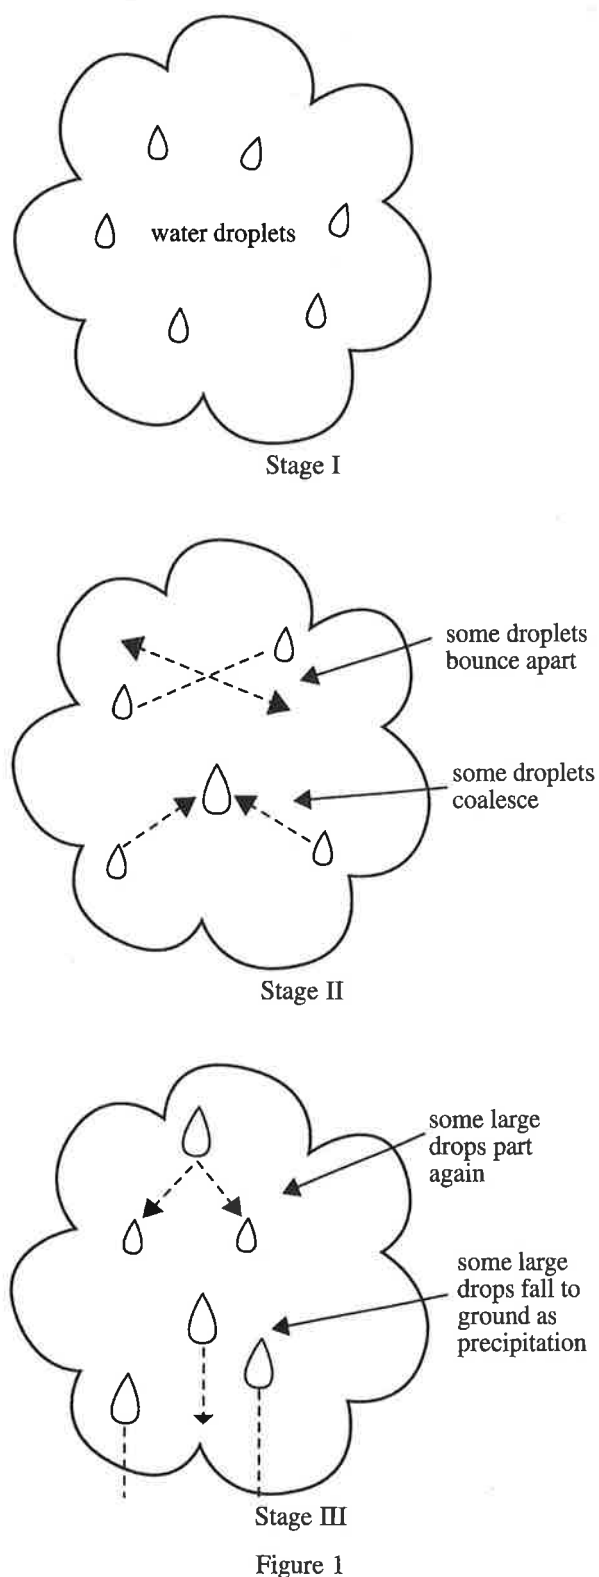 water droplets
Stage I
some droplets
bounce apart
some droplets
coalesce
Stage II
some large
drops part
again
some large
drops fall to
ground as
precipitation
Stage III
Figure 1